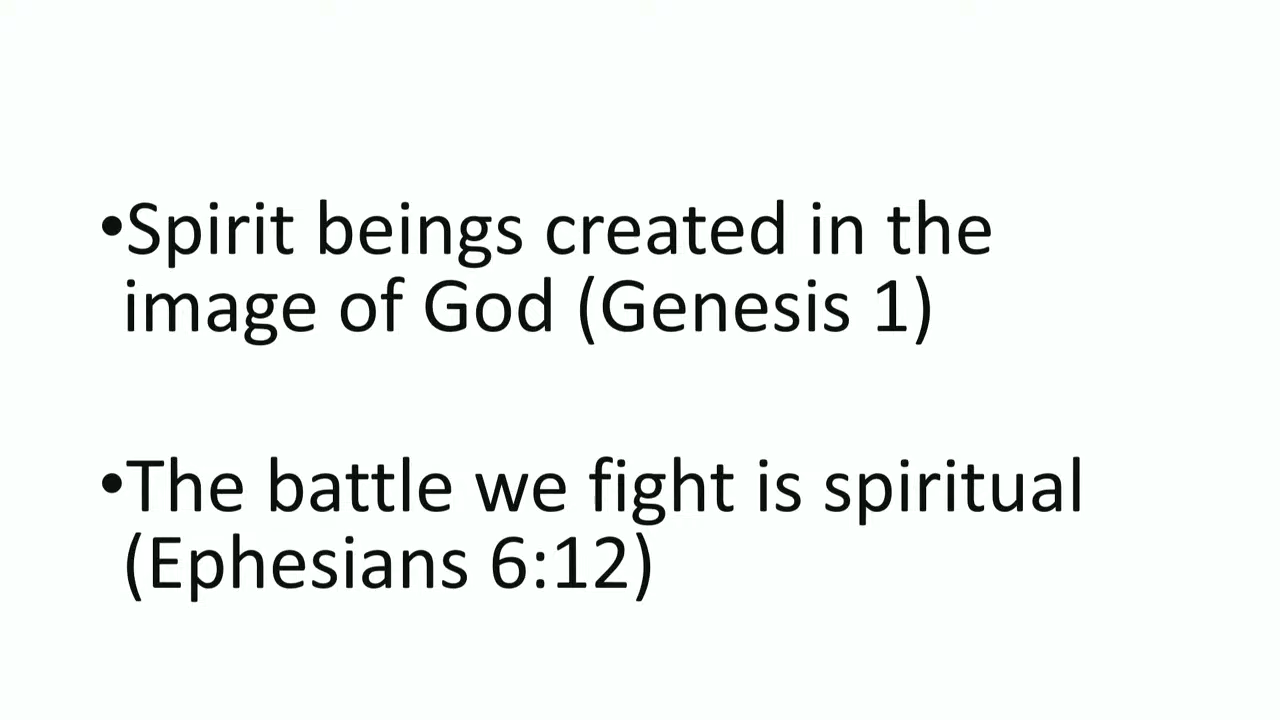 •Spirit beings created in the
image of God (Genesis 1)
•The battle we fight is spiritual
(Ephesians 6:12)